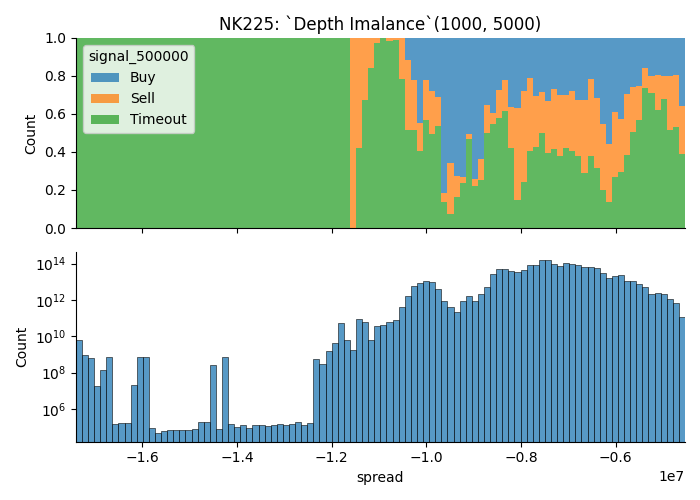 NK225: `Depth Imalance`(1000, 5000)
1.0
0.8
0.6
0.4
0.2
0.0
Count
signal_500000
Buy
Sell
Timeout
10^14
10^12
10^10
10^8
10^6
Count
−1.6 −1.4 −1.2 −1.0 −0.8 −0.6
1e7
spread